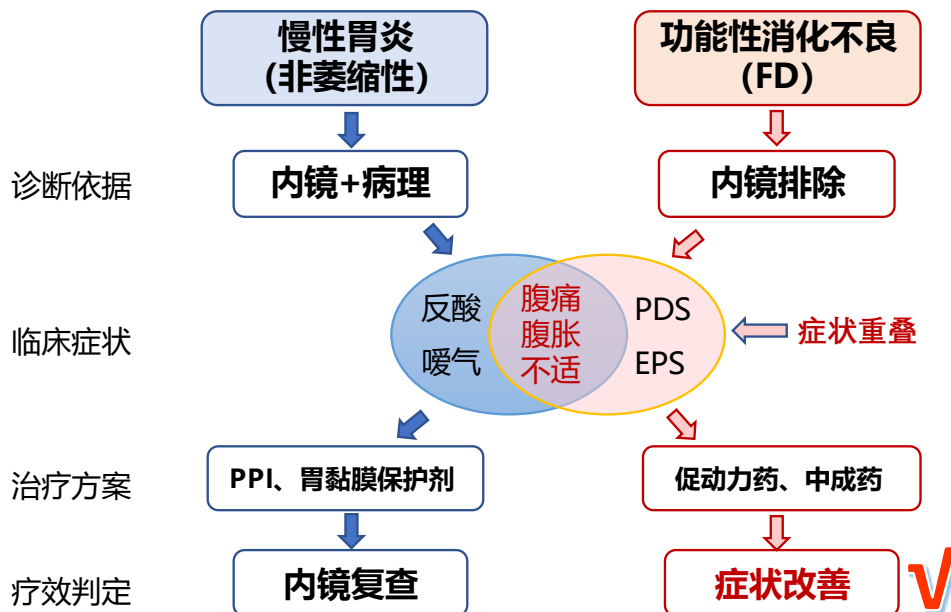 慢性胃炎
(非萎缩性)
功能性消化不良
(FD)
诊断依据
内镜+病理
内镜排除
临床症状
反酸
嗳气
腹痛
腹胀
不适
PDS
EPS
症状重叠
治疗方案
PPI、胃黏膜保护剂
促动力药、中成药
疗效判定
内镜复查
症状改善
√